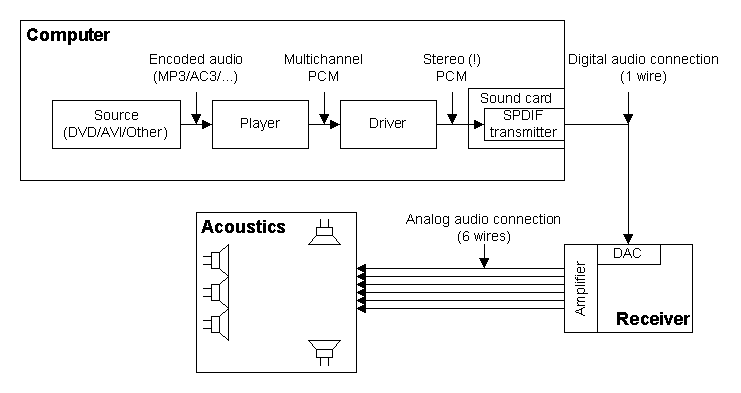 Computer
Encoded audio
(MP3/AC3/...)
Multichannel
PCM
Stereo (!)
PCM
Digital audio connection
(1 wire)
Source
(DVD/AVI/Other)
Player
Driver
Sound card
SPDIF
transmitter
Acoustics
Analog audio connection
(6 wires)
Amplifier
DAC
Receiver